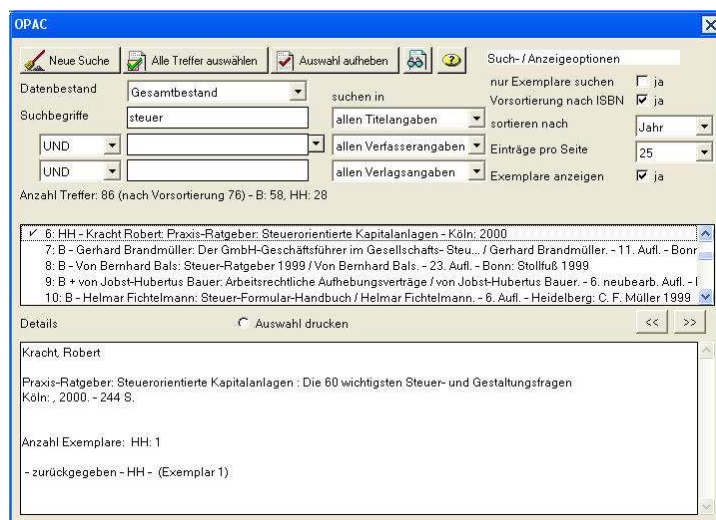 OPAC
Neue Suche Alle Treffer auswählen Auswahl aufheben Such- / Anzeigeoptionen
nur Exemplare suchen ja
Datenbestand Gesamtbestand suchen in Vorsortierung nach ISBN ja
Suchbegriffe steuer allen Titelangaben sortieren nach Jahr
UND allen Verfasserangaben Einträge pro Seite 25
UND allen Verlagsangaben Exemplare anzeigen ja
Anzahl Treffer: 86 (nach Vorsortierung 76) - B: 58, HH: 28
6: HH - Kracht Robert: Praxis-Ratgeber: Steuerorientierte Kapitalanlagen - Köln: 2000
7: B - Gerhard Brandmüller: Der GmbH-Geschäftsführer im Gesellschafts- Steu... / Gerhard Brandmüller. - 11. Aufl. - Bonn
8: B - Von Bernhard Bals: Steuer-Ratgeber 1999 / Von Bernhard Bals. - 23. Aufl. - Bonn: Stollfuß 1999
9: B + von Jobst-Hubertus Bauer: Arbeitsrechtliche Aufhebungsverträge / von Jobst-Hubertus Bauer. - 6. neubearb. Aufl. -
10: B - Helmar Fichtelmann: Steuer-Formular-Handbuch / Helmar Fichtelmann. - 6. Aufl. - Heidelberg: C. F. Müller 1999
Details Auswahl drucken << >>
Kracht, Robert
Praxis-Ratgeber: Steuerorientierte Kapitalanlagen : Die 60 wichtigsten Steuer- und Gestaltungsfragen
Köln: , 2000. - 244 S.
Anzahl Exemplare: HH: 1
- zurückgegeben - HH - (Exemplar 1)